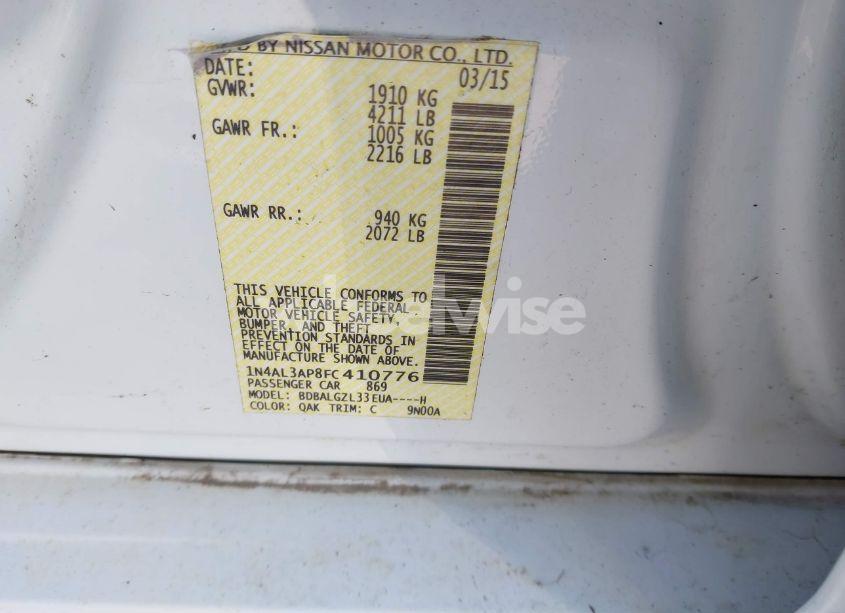 BY NISSAN MOTOR CO., LTD.
DATE: 03/15
GVWR: 1910 KG
4211 LB
GAWR FR.: 1005 KG
2216 LB
GAWR RR.: 940 KG
2072 LB
THIS VEHICLE CONFORMS TO
ALL APPLICABLE FEDERAL
MOTOR VEHICLE SAFETY,
BUMPER, AND THEFT
PREVENTION STANDARDS IN
EFFECT ON THE DATE OF
MANUFACTURE SHOWN ABOVE.
1N4AL3AP8FC410776
PASSENGER CAR 869
MODEL: BDBALGZL33EUA----H
COLOR: QAK TRIM: C 9N00A